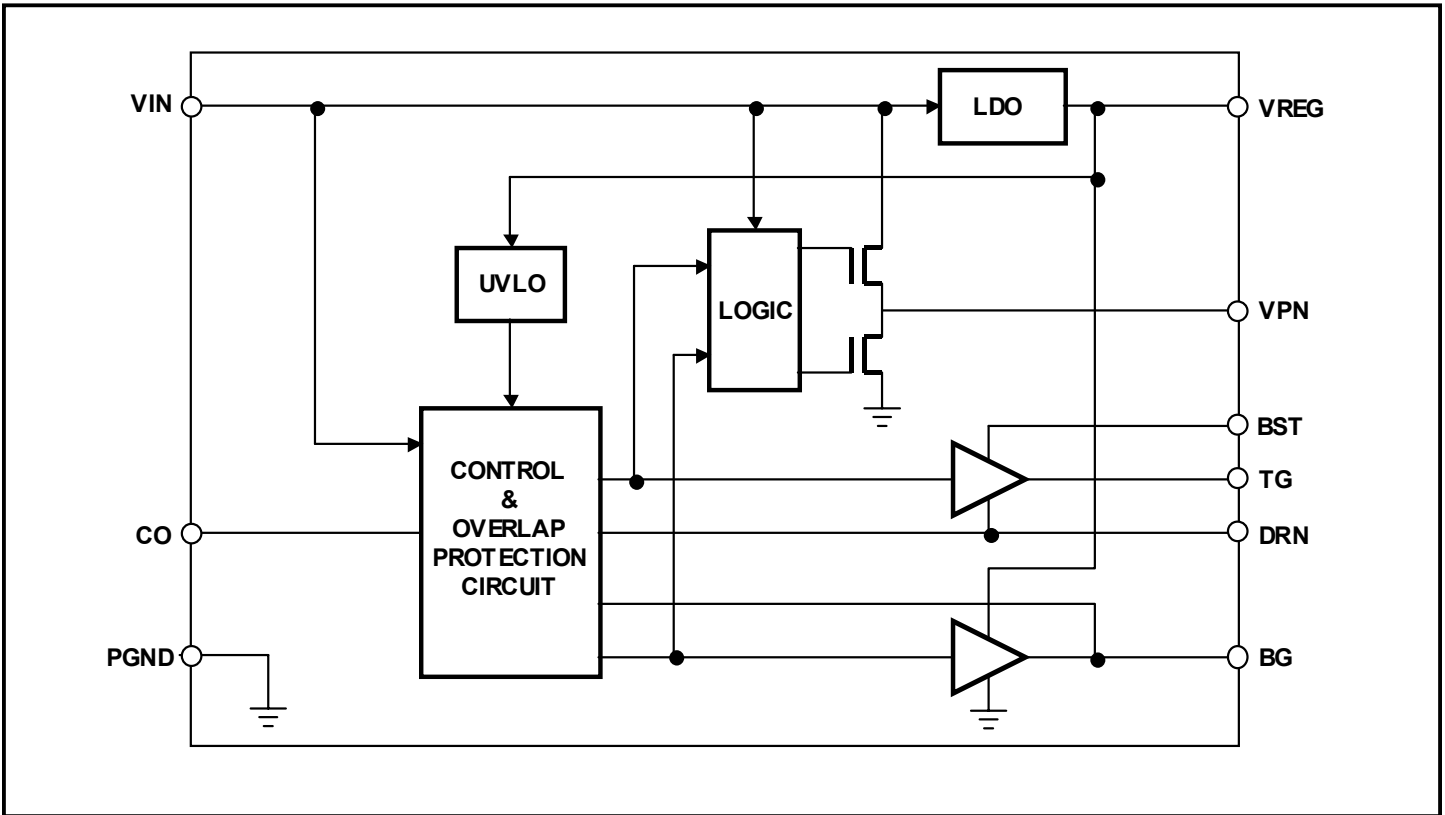 VIN
LDO
VREG
UVLO
LOGIC
VPN
BST
CONTROL
&
OVERLAP
PROTECTION
CIRCUIT
TG
CO
DRN
PGND
BG